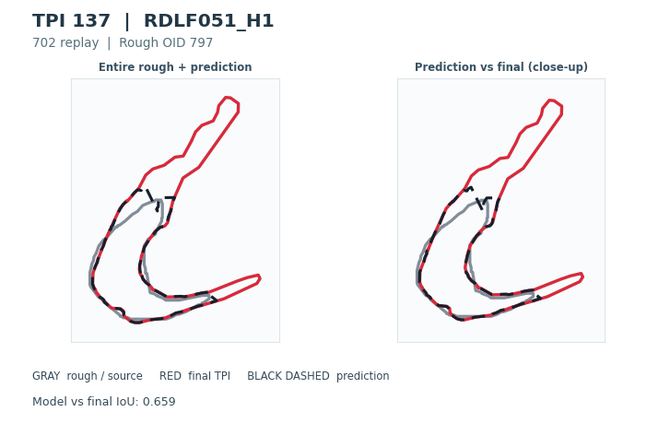 TPI 137 | RDLF051_H1
702 replay | Rough OID 797
Entire rough + prediction
Prediction vs final (close-up)
GRAY rough / source RED final TPI BLACK DASHED prediction
Model vs final IoU: 0.659